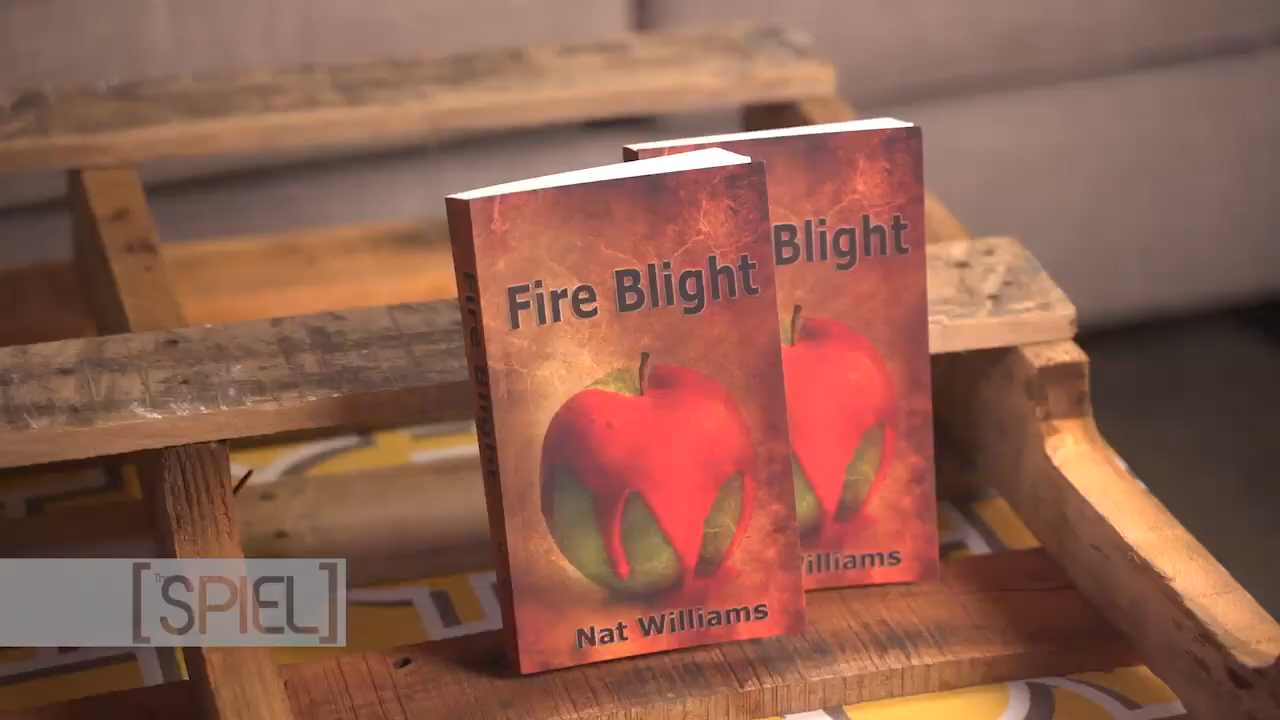 Fire Blight
Fire Blight
Nat Williams
Blight
Williams
The
[SPIEL]